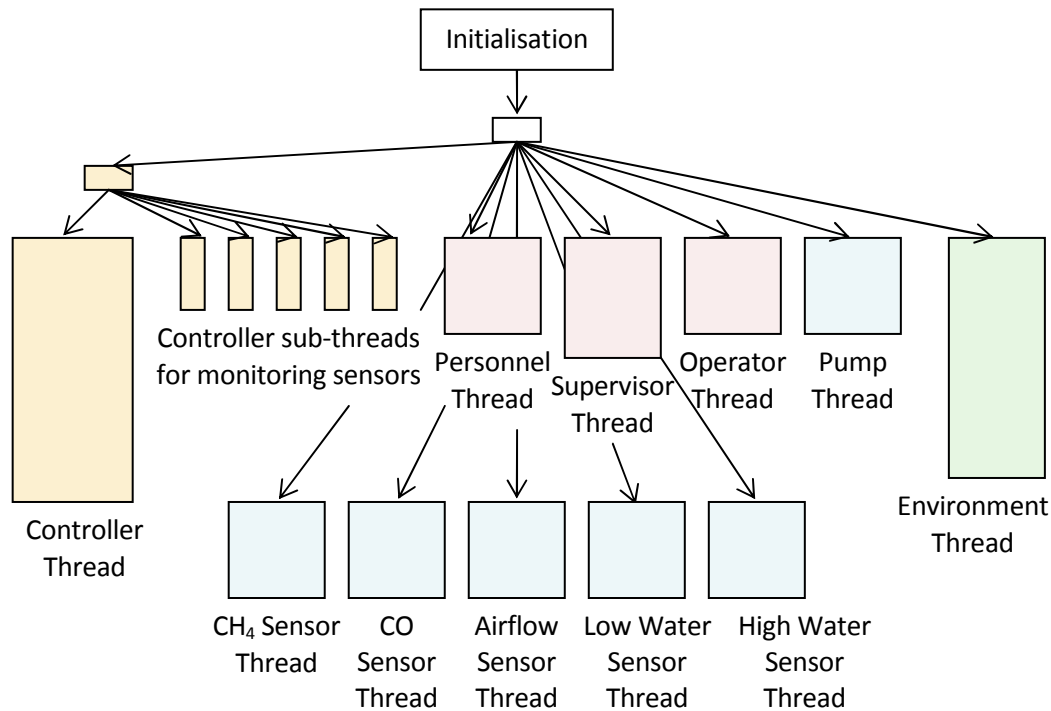 Initialisation
Controller sub-threads
for monitoring sensors
Personnel
Thread
Supervisor
Thread
Operator
Thread
Pump
Thread
Controller
Thread
Environment
Thread
CH₄ Sensor
Thread
CO
Sensor
Thread
Airflow
Sensor
Thread
Low Water
Sensor
Thread
High Water
Sensor
Thread